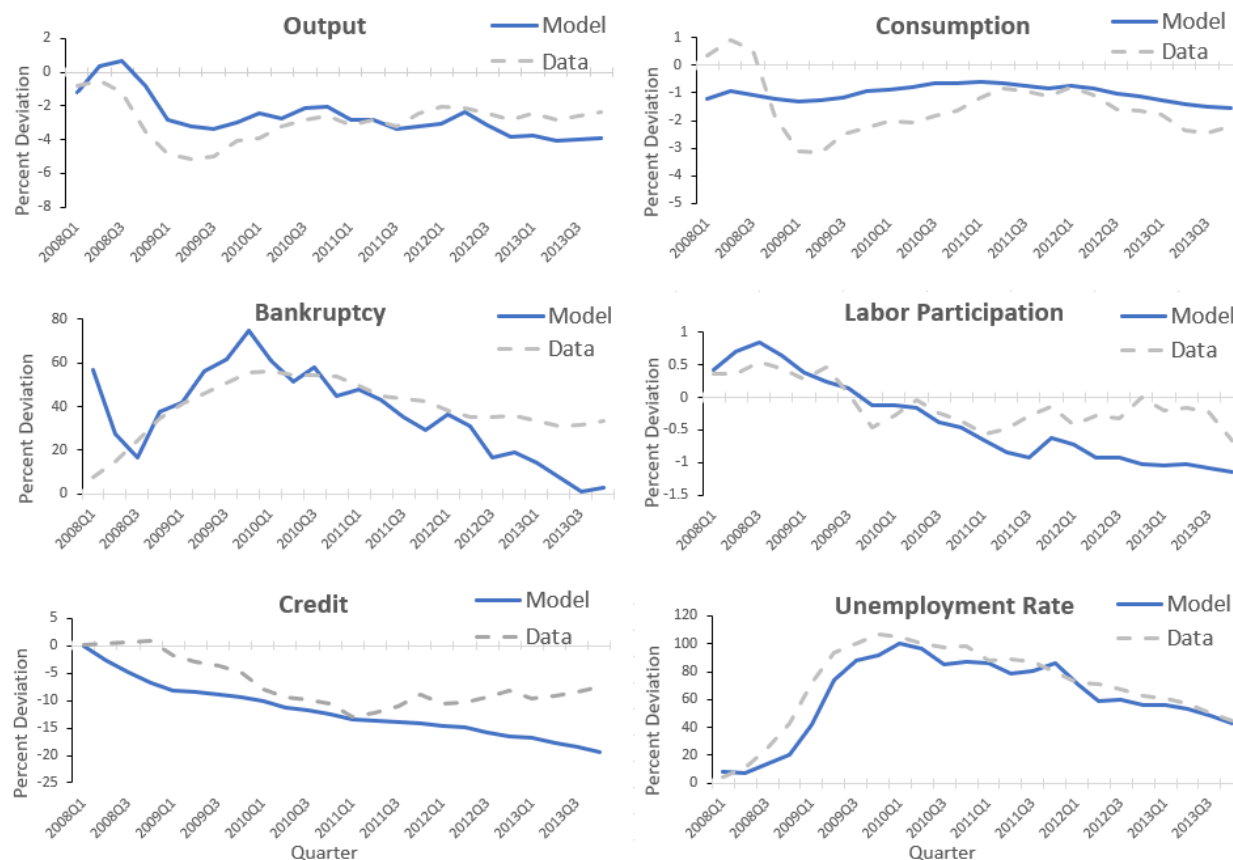 Output
Model
Data
Percent Deviation
2
0
-2
-4
-6
-8
2008Q1
2008Q3
2009Q1
2009Q3
2010Q1
2010Q3
2011Q1
2011Q3
2012Q1
2012Q3
2013Q1
2013Q3
Consumption
Model
Data
Percent Deviation
1
0
-1
-2
-3
-4
-5
2008Q1
2008Q3
2009Q1
2009Q3
2010Q1
2010Q3
2011Q1
2011Q3
2012Q1
2012Q3
2013Q1
2013Q3
Bankruptcy
Model
Data
Percent Deviation
80
60
40
20
0
2008Q1
2008Q3
2009Q1
2009Q3
2010Q1
2010Q3
2011Q1
2011Q3
2012Q1
2012Q3
2013Q1
2013Q3
Labor Participation
Model
Data
Percent Deviation
1
0.5
0
-0.5
-1
-1.5
2008Q1
2008Q3
2009Q1
2009Q3
2010Q1
2010Q3
2011Q1
2011Q3
2012Q1
2012Q3
2013Q1
2013Q3
Credit
Model
Data
Percent Deviation
5
0
-5
-10
-15
-20
-25
2008Q1
2008Q3
2009Q1
2009Q3
2010Q1
2010Q3
2011Q1
2011Q3
2012Q1
2012Q3
2013Q1
2013Q3
Quarter
Unemployment Rate
Model
Data
Percent Deviation
120
100
80
60
40
20
0
2008Q1
2008Q3
2009Q1
2009Q3
2010Q1
2010Q3
2011Q1
2011Q3
2012Q1
2012Q3
2013Q1
2013Q3
Quarter